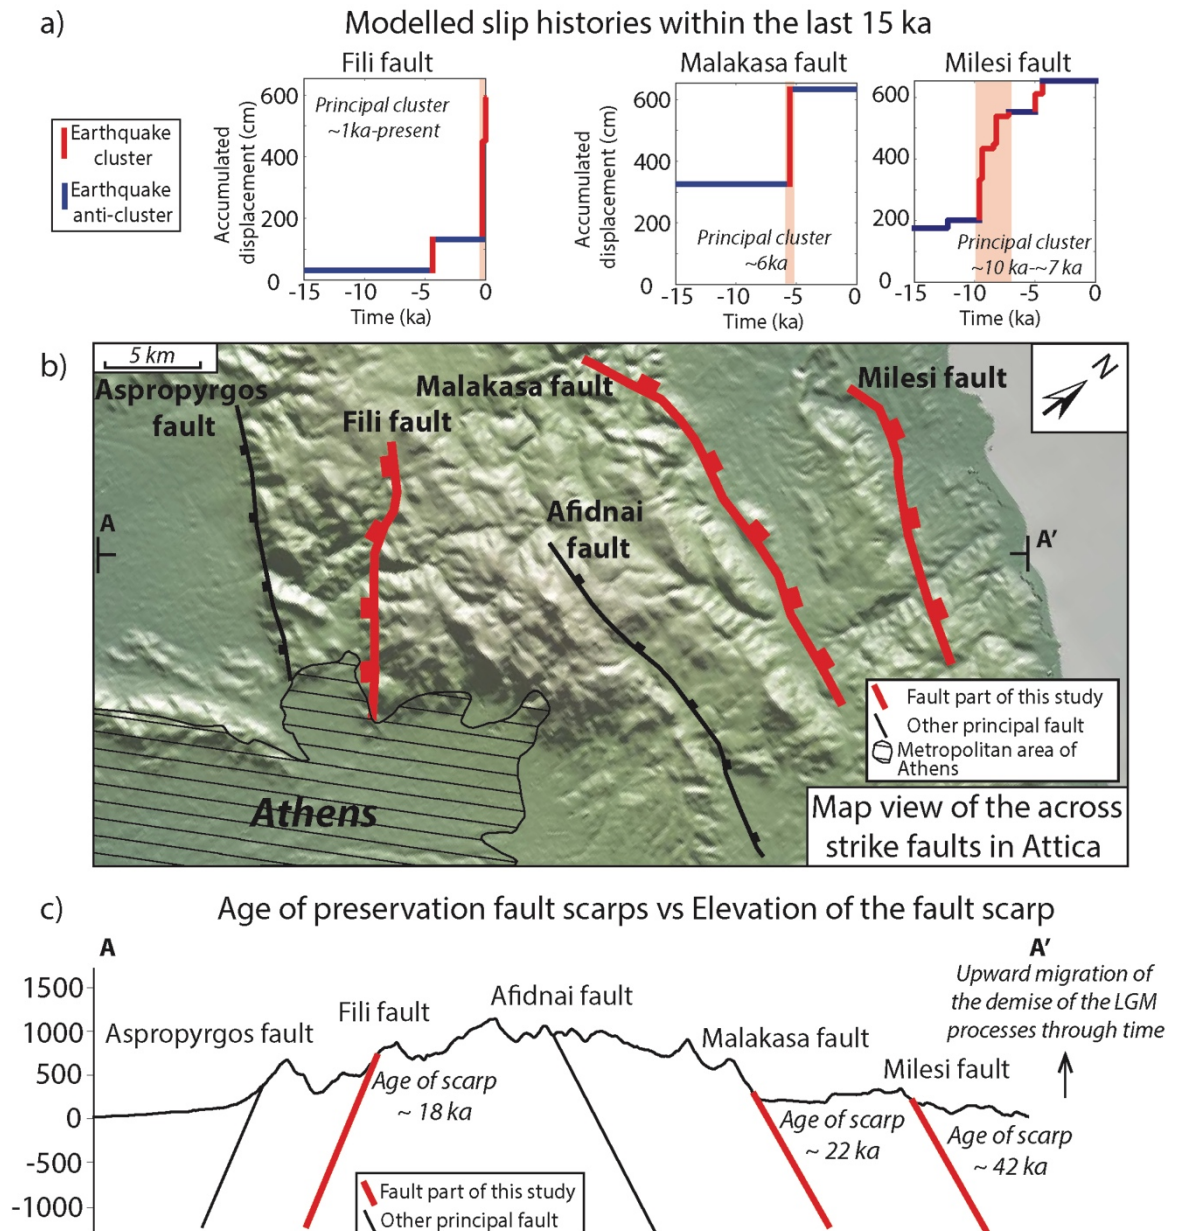 a)
Modelled slip histories within the last 15 ka
Earthquake
cluster
Earthquake
anti-cluster
Fili fault
Principal cluster
~1ka-present
Accumulated
displacement (cm)
600
400
200
0
-15
-10
-5
0
Time (ka)
Malakasa fault
Principal cluster
~6ka
Accumulated
displacement (cm)
600
400
200
0
-15
-10
-5
0
Time (ka)
Milesi fault
Principal cluster
~10 ka-~7 ka
600
400
200
0
-15
-10
-5
0
Time (ka)
b)
5 km
N
Aspropyrgos
fault
Fili fault
Malakasa fault
Milesi fault
Afidnai
fault
A
A'
Athens
Fault part of this study
Other principal fault
Metropolitan area of
Athens
Map view of the across
strike faults in Attica
c)
Age of preservation fault scarps vs Elevation of the fault scarp
A
A'
Upward migration of
the demise of the LGM
processes through time
1500
1000
500
0
-500
-1000
Aspropyrgos fault
Fili fault
Afidnai fault
Malakasa fault
Milesi fault
Age of scarp
~ 18 ka
Age of scarp
~ 22 ka
Age of scarp
~ 42 ka
Fault part of this study
Other principal fault